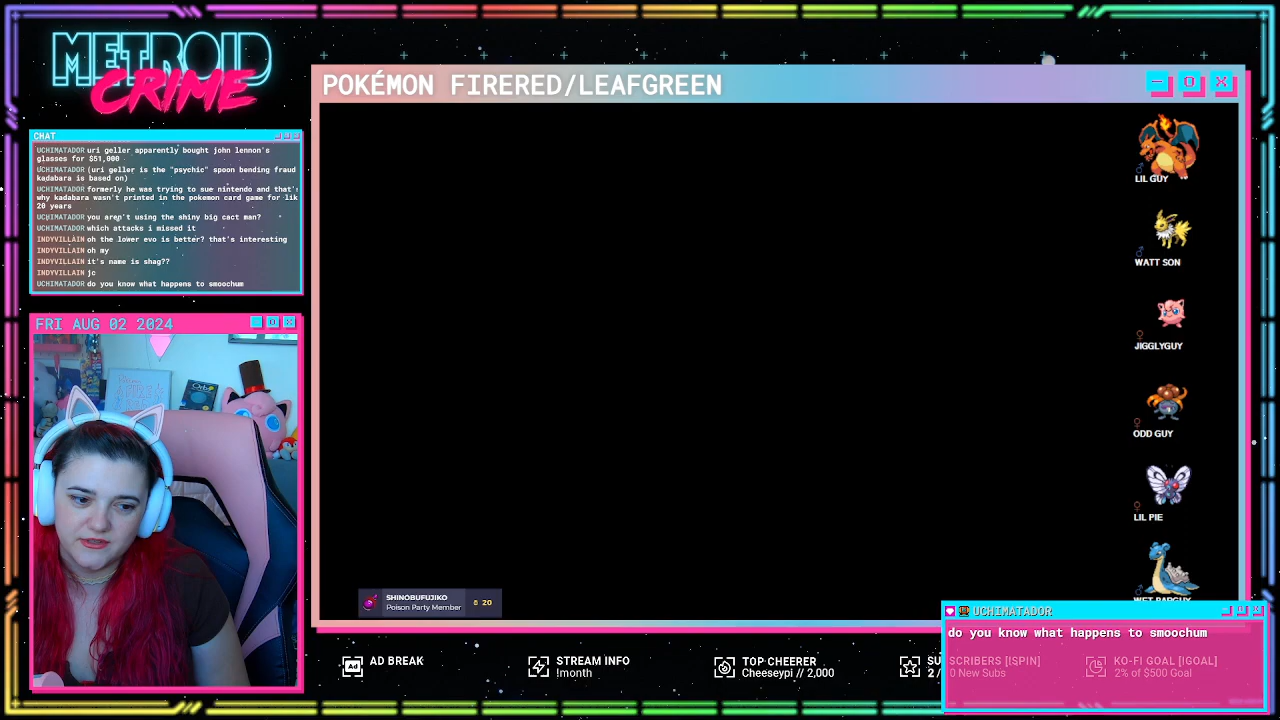 METROID
CRIME
POKÉMON FIRERED/LEAFGREEN
CHAT
UCHIMATADOR uri geller apparently bought john lennon's
glasses for $51,000
UCHIMATADOR (uri geller is the "psychic" spoon bending fraud
kadabara is based on)
UCHIMATADOR formerly he was trying to sue nintendo and that's
why kadabara wasn't printed in the pokemon card game for lik
20 years
UCHIMATADOR you aren't using the shiny big cact man?
UCHIMATADOR which attacks i missed it
INDYVILLAIN oh the lower evo is better? that's interesting
INDYVILLAIN oh my
INDYVILLAIN it's name is shag??
INDYVILLAIN jc
UCHIMATADOR do you know what happens to smoochum
FRI AUG 02 2024
Orb
LIL GUY
WATT SON
JIGGLYGUY
ODD GUY
LIL PIE
SHINOBUFUJIKO
Poison Party Member
8 20
UCHIMATADOR
do you know what happens to smoochum
Ad
AD BREAK
STREAM INFO
!month
TOP CHEERER
Cheeseypi // 2,000
SU SCRIBERS [!SPIN]
2 / 0 New Subs
KO-FI GOAL [!GOAL]
2% of $500 Goal